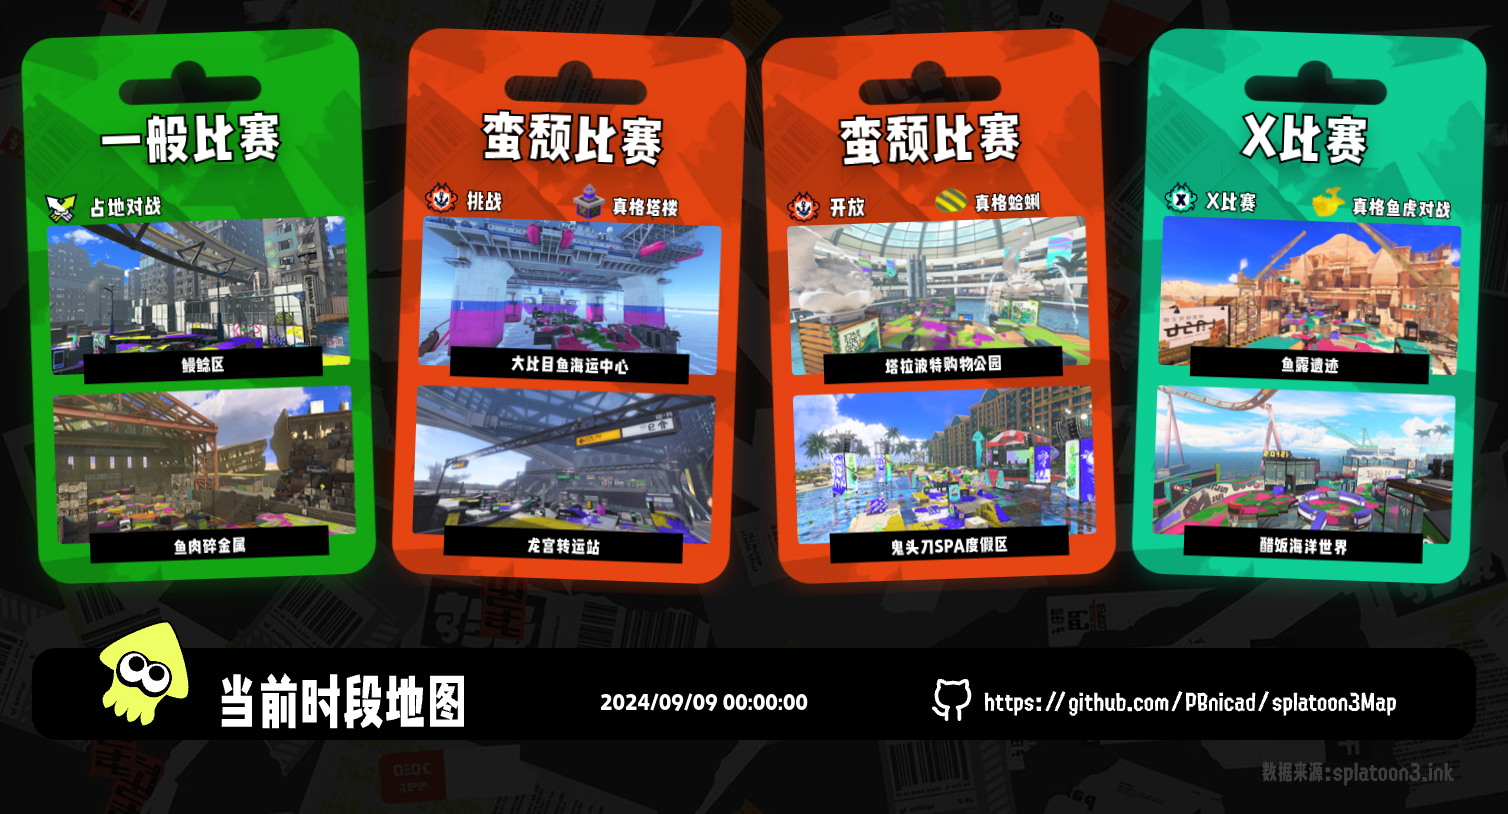 一般比赛
占地对战
鳗鲶区
鱼肉碎金属
蛮颓比赛
挑战
真格塔楼
大比目鱼海运中心
龙宫转运站
蛮颓比赛
开放
真格蛤蜊
塔拉波特购物公园
鬼头刀SPA度假区
X比赛
X比赛
真格鱼虎对战
鱼露遗迹
醋饭海洋世界
当前时段地图
2024/09/09 00:00:00
https://github.com/PBnicad/splatoon3Map
数据来源:splatoon3.ink